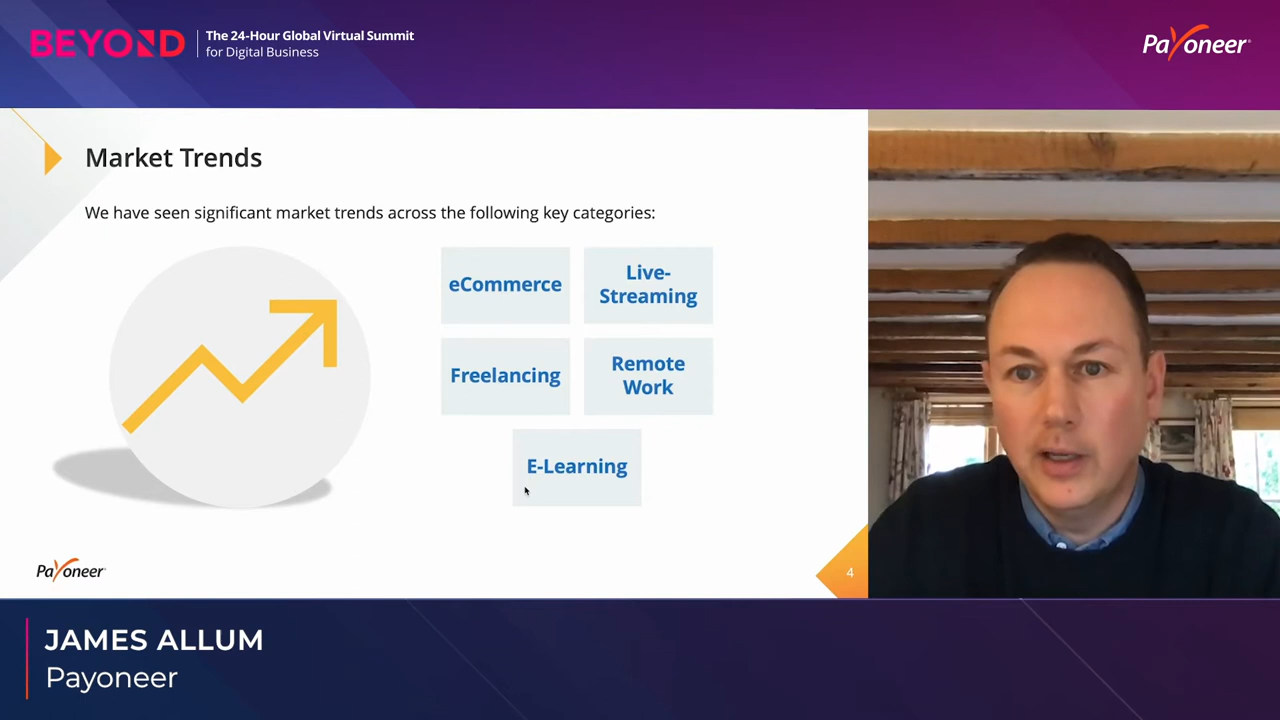 BEYOND
The 24-Hour Global Virtual Summit
for Digital Business
Payoneer
Market Trends
We have seen significant market trends across the following key categories:
eCommerce
Live-
Streaming
Freelancing
Remote
Work
E-Learning
Payoneer
4
JAMES ALLUM
Payoneer